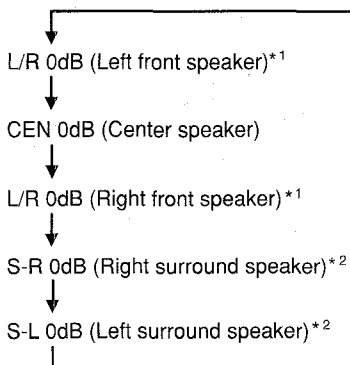 L/R 0dB (Left front speaker)*1
CEN 0dB (Center speaker)
L/R 0dB (Right front speaker)*1
S-R 0dB (Right surround speaker)*2
S-L 0dB (Left surround speaker)*2